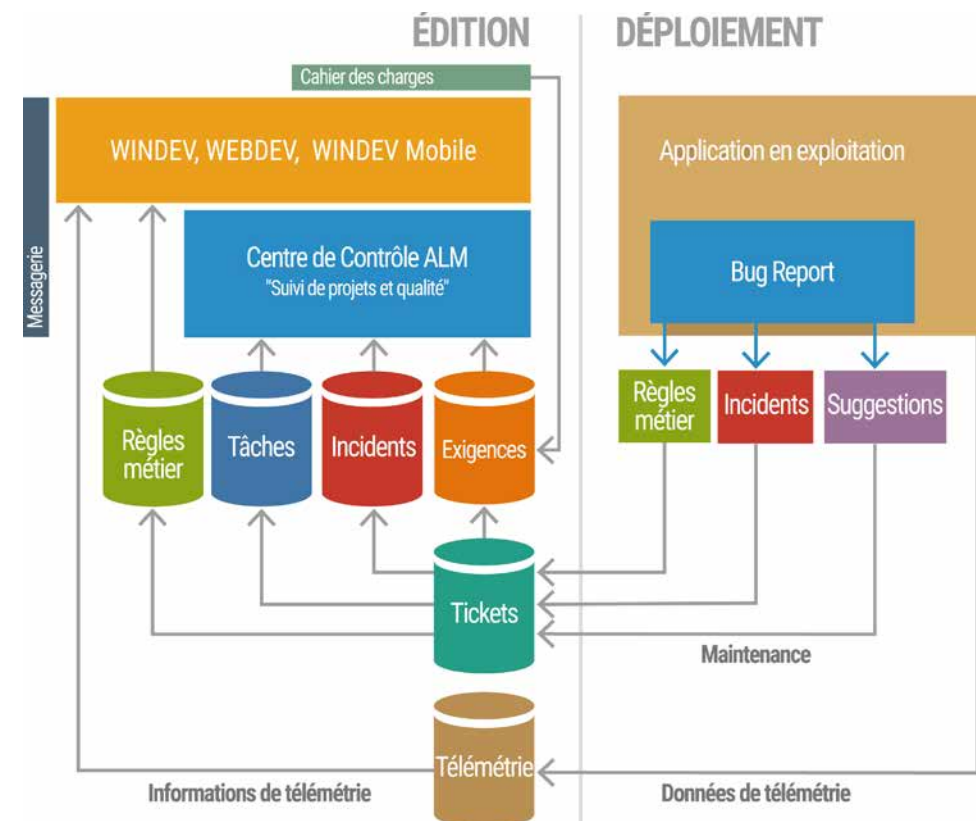 ÉDITION
DÉPLOIEMENT
Cahier des charges
WINDEV, WEBDEV, WINDEV Mobile
Application en exploitation
Messagerie
Centre de Contrôle ALM
"Suivi de projets et qualité"
Bug Report
Règles
métier
Tâches
Incidents
Exigences
Règles
métier
Incidents
Suggestions
Tickets
Maintenance
Télémétrie
Informations de télémétrie
Données de télémétrie